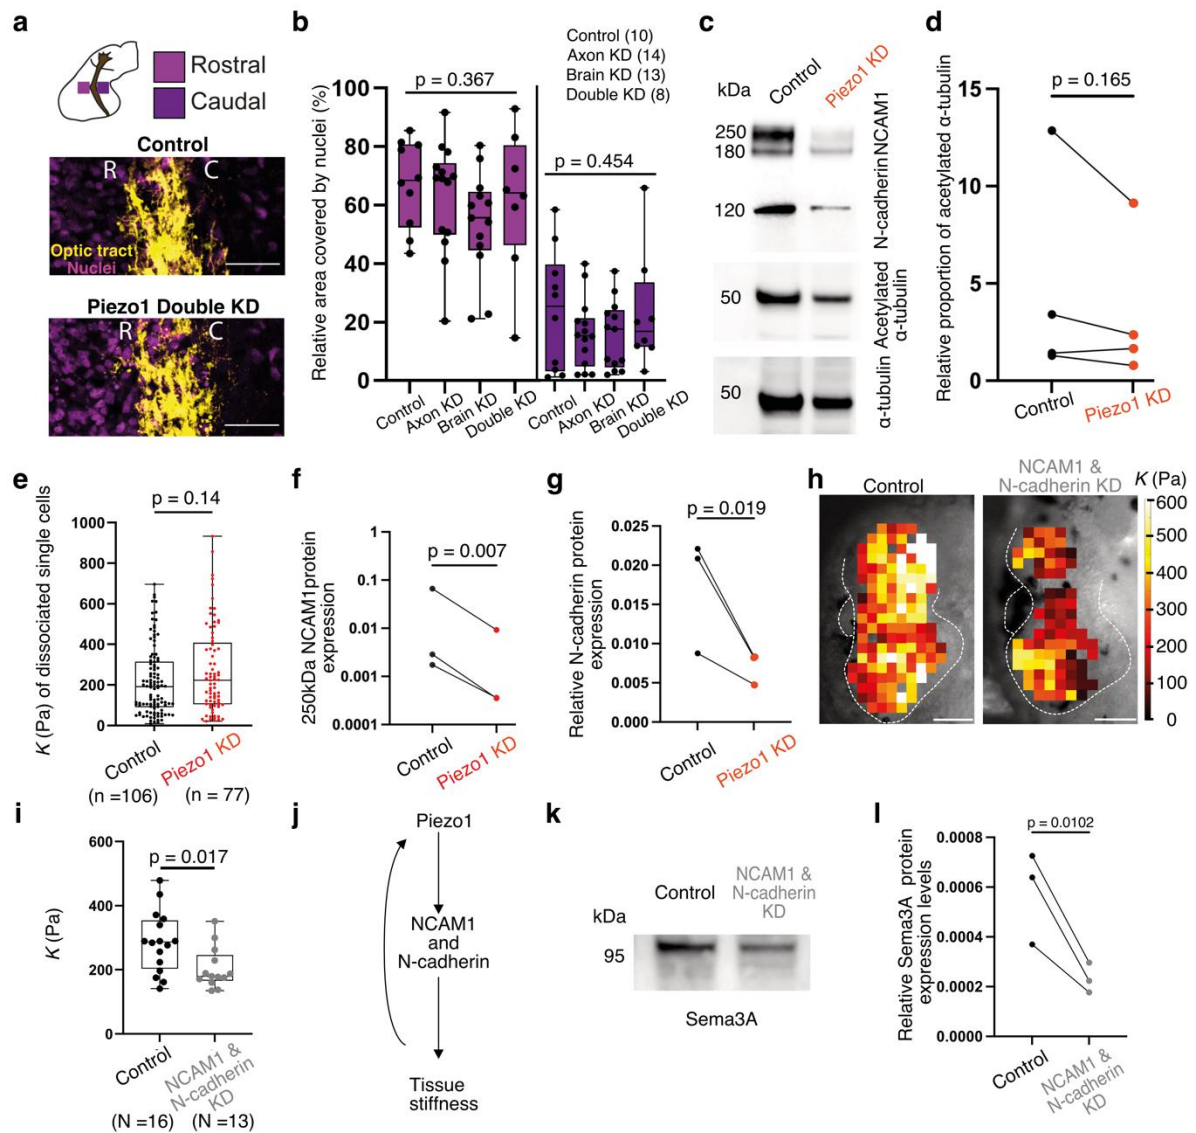 a
Rostral
Caudal
Control
R C
Optic tract
Nuclei
Piezo1 Double KD
R C
b
Control (10)
Axon KD (14)
Brain KD (13)
Double KD (8)
p = 0.367
p = 0.454
Relative area covered by nuclei (%)
100
80
60
40
20
0
Control
Axon KD
Brain KD
Double KD
Control
Axon KD
Brain KD
Double KD
c
kDa
Control
Piezo1 KD
250
180
NCAM1
120
N-cadherin
50
Acetylated
α-tubulin
50
α-tubulin
d
p = 0.165
Relative proportion of acetylated α-tubulin
15
10
5
0
Control
Piezo1 KD
e
p = 0.14
K (Pa) of dissociated single cells
1000
800
600
400
200
0
Control
Piezo1 KD
(n =106)
(n = 77)
f
p = 0.007
250kDa NCAM1protein
expression
1
0.1
0.01
0.001
0.0001
Control
Piezo1 KD
g
p = 0.019
Relative N-cadherin protein
expression
0.025
0.020
0.015
0.010
0.005
0.000
Control
Piezo1 KD
h
Control
NCAM1 &
N-cadherin KD
K (Pa)
600
500
400
300
200
100
0
i
p = 0.017
K (Pa)
600
400
200
0
Control
NCAM1 &
N-cadherin
KD
(N =16)
(N =13)
j
Piezo1
NCAM1
and
N-cadherin
Tissue
stiffness
k
kDa
Control
NCAM1 &
N-cadherin
KD
95
Sema3A
l
p = 0.0102
Relative Sema3A protein
expression levels
0.0008
0.0006
0.0004
0.0002
0.0000
Control
NCAM1 &
N-cadherin
KD